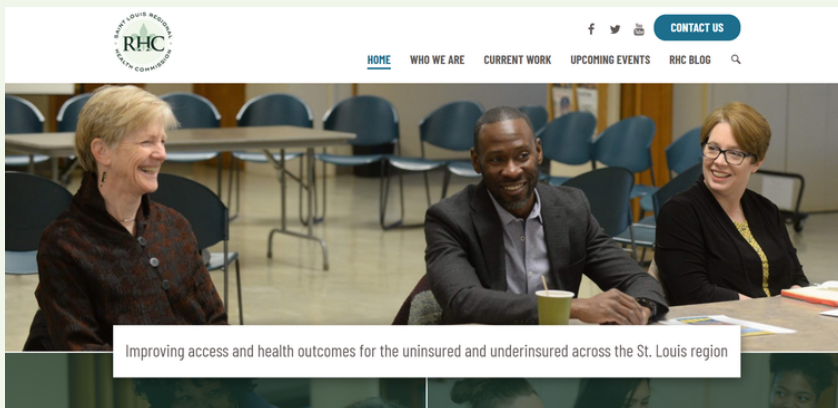 SAINT LOUIS REGIONAL
RHC
HEALTH COMMISSION
CONTACT US
HOME WHO WE ARE CURRENT WORK UPCOMING EVENTS RHC BLOG
Improving access and health outcomes for the uninsured and underinsured across the St. Louis region